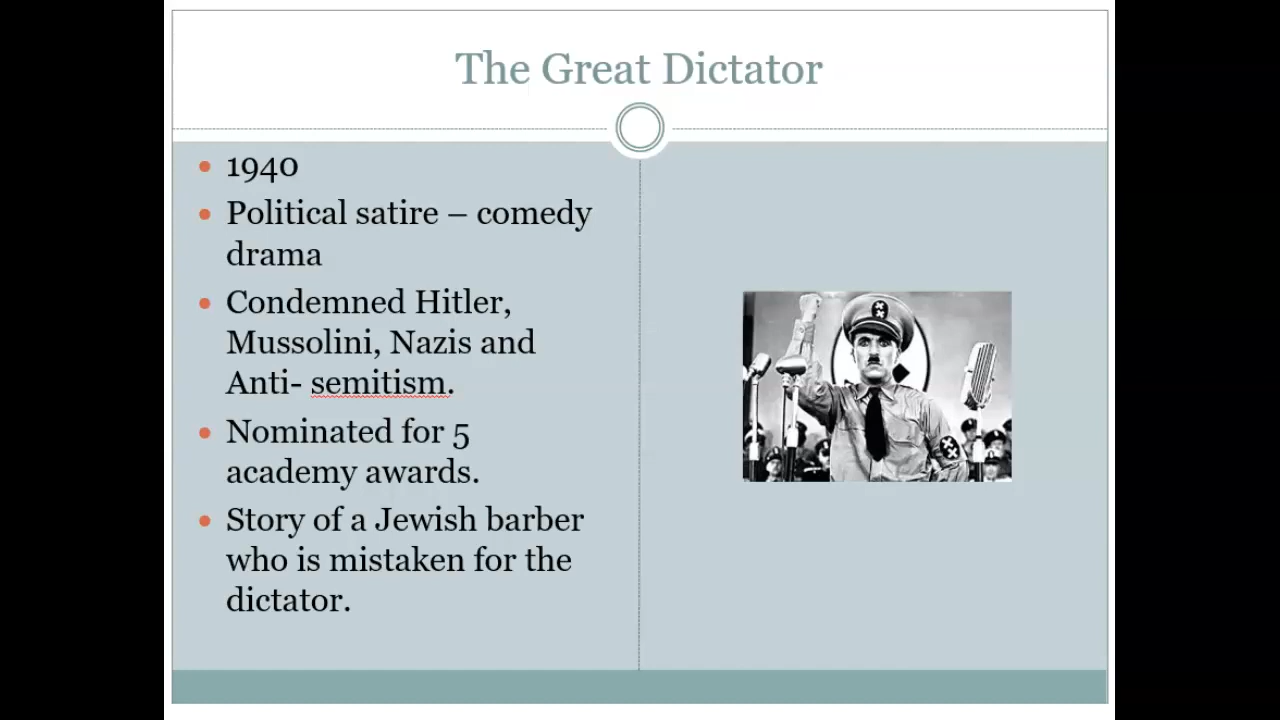 The Great Dictator
1940
Political satire – comedy
drama
Condemned Hitler,
Mussolini, Nazis and
Anti- semitism.
Nominated for 5
academy awards.
Story of a Jewish barber
who is mistaken for the
dictator.